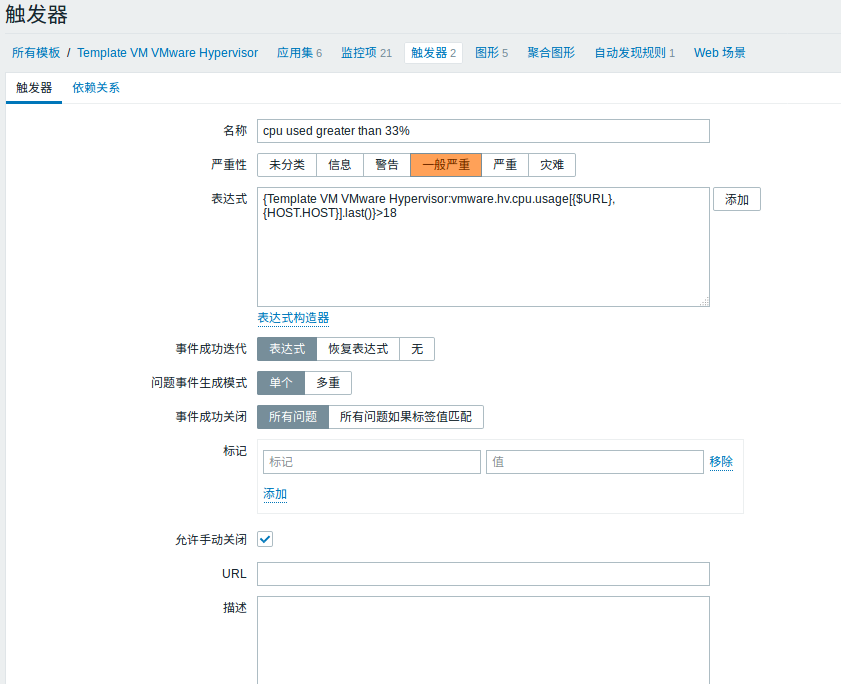 触发器
所有模板 / Template VM VMware Hypervisor 应用集 6 监控项 21 触发器 2 图形 5 聚合图形 自动发现规则 1 Web 场景
触发器 依赖关系
名称 cpu used greater than 33%
严重性 未分类 信息 警告 一般严重 严重 灾难
表达式 {Template VM VMware Hypervisor:vmware.hv.cpu.usage[{$URL}, 添加
{HOST.HOST}].last()}>18
表达式构造器
事件成功迭代 表达式 恢复表达式 无
问题事件生成模式 单个 多重
事件成功关闭 所有问题 所有问题如果标签值匹配
标记 标记 值 移除
添加
允许手动关闭
URL
描述